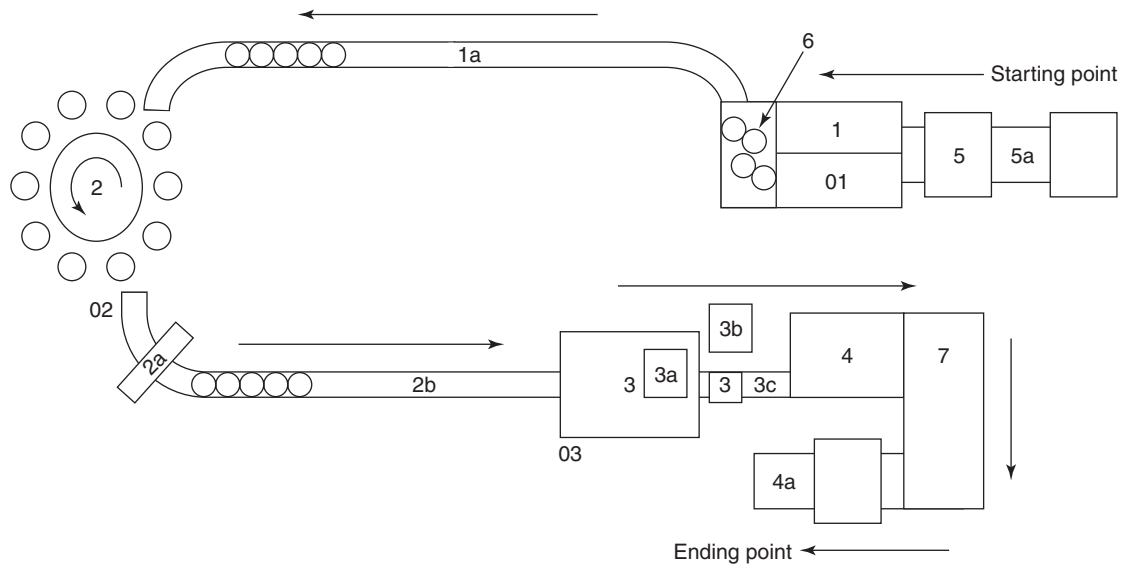 1a
6
Starting point
1
5
5a
01
2
02
2a
2b
3
3a
3b
3
3c
4
7
03
4a
Ending point